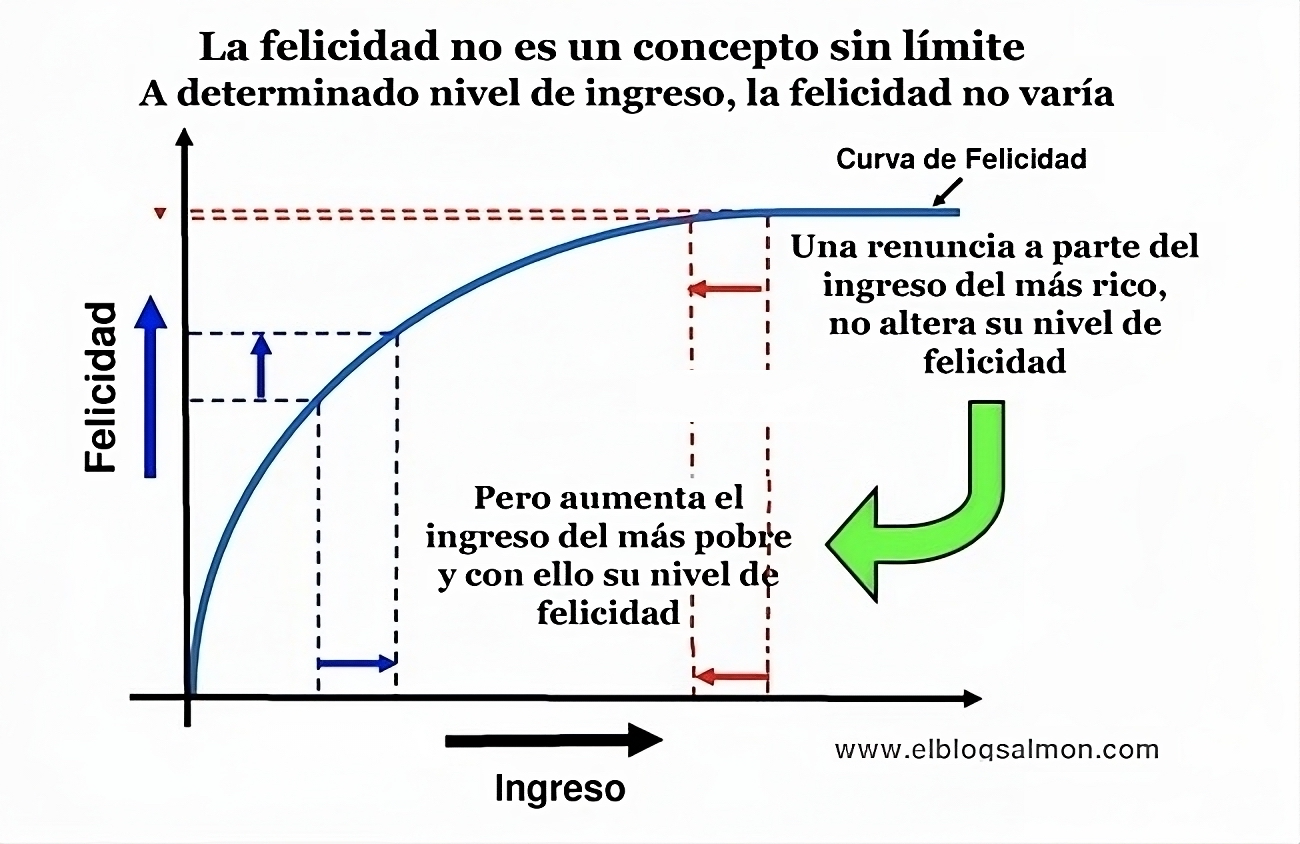 La felicidad no es un concepto sin límite
A determinado nivel de ingreso, la felicidad no varía
Curva de Felicidad
Una renuncia a parte del
ingreso del más rico,
no altera su nivel de
felicidad
Felicidad
Pero aumenta el
ingreso del más pobre
y con ello su nivel de
felicidad
www.elblogsalmon.com
Ingreso